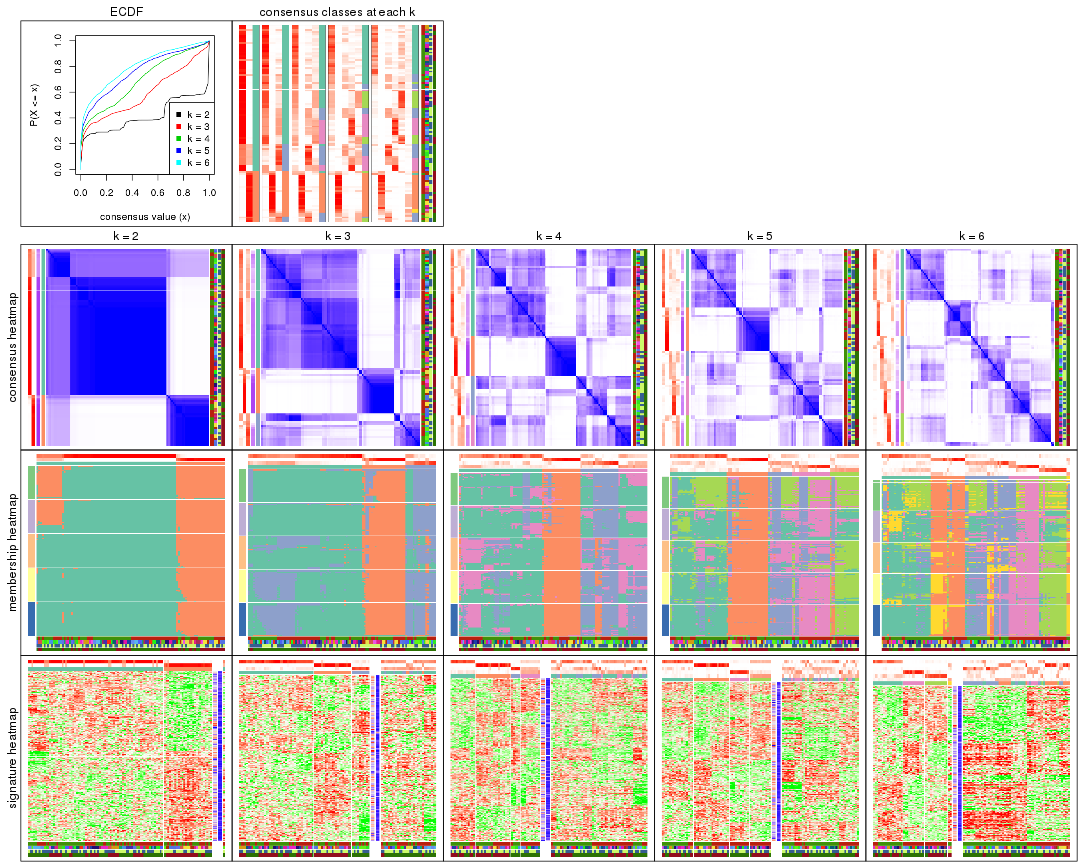 ECDF
consensus classes at each k
P(X <= x)
0.0 0.2 0.4 0.6 0.8 1.0
k = 2
k = 3
k = 4
k = 5
k = 6
0.0 0.2 0.4 0.6 0.8 1.0
consensus value (x)
k = 2 k = 3 k = 4 k = 5 k = 6
consensus heatmap
membership heatmap
signature heatmap